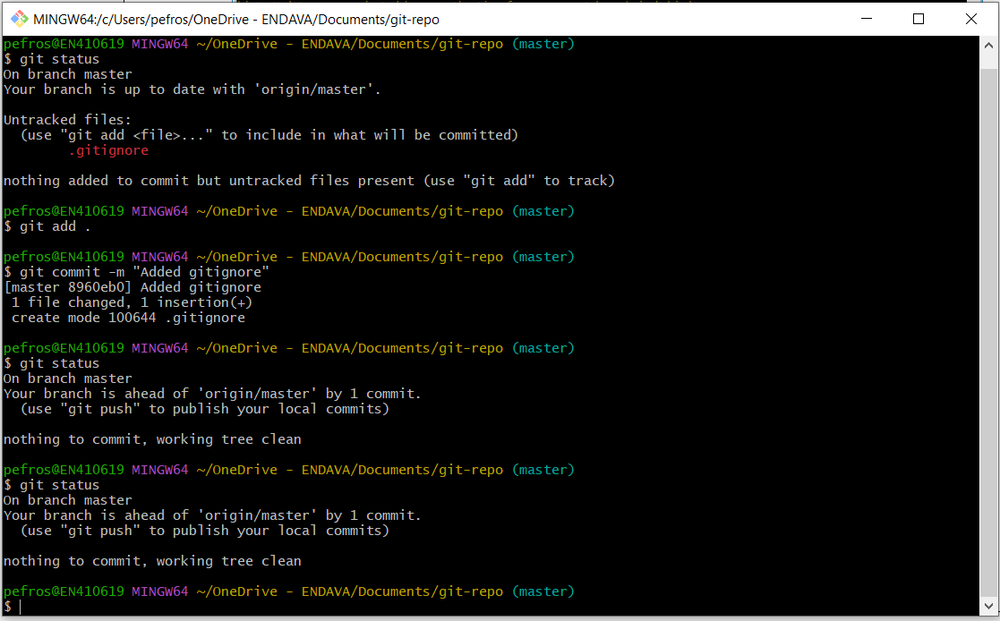 MINGW64:/c/Users/pefros/OneDrive - ENDAVA/Documents/git-repo
pefros@EN410619 MINGW64 ~/OneDrive - ENDAVA/Documents/git-repo (master)
$ git status
On branch master
Your branch is up to date with 'origin/master'.
Untracked files:
(use "git add <file>..." to include in what will be committed)
.gitignore
nothing added to commit but untracked files present (use "git add" to track)
pefros@EN410619 MINGW64 ~/OneDrive - ENDAVA/Documents/git-repo (master)
$ git add .
pefros@EN410619 MINGW64 ~/OneDrive - ENDAVA/Documents/git-repo (master)
$ git commit -m "Added gitignore"
[master 8960eb0] Added gitignore
1 file changed, 1 insertion(+)
create mode 100644 .gitignore
pefros@EN410619 MINGW64 ~/OneDrive - ENDAVA/Documents/git-repo (master)
$ git status
On branch master
Your branch is ahead of 'origin/master' by 1 commit.
(use "git push" to publish your local commits)
nothing to commit, working tree clean
pefros@EN410619 MINGW64 ~/OneDrive - ENDAVA/Documents/git-repo (master)
$ git status
On branch master
Your branch is ahead of 'origin/master' by 1 commit.
(use "git push" to publish your local commits)
nothing to commit, working tree clean
pefros@EN410619 MINGW64 ~/OneDrive - ENDAVA/Documents/git-repo (master)
$